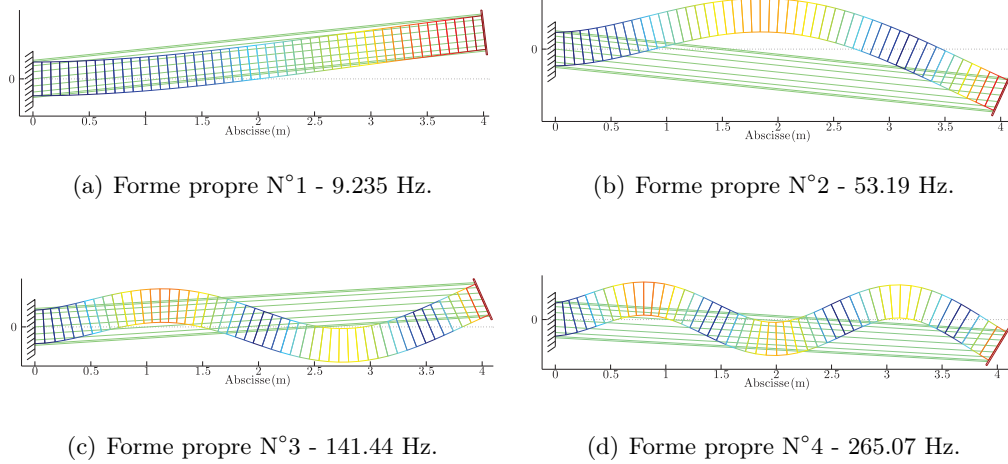 0
0 0.5 1 1.5 2 2.5 3 3.5 4
Abscisse(m)
(a) Forme propre N°1 - 9.235 Hz.
0
0 0.5 1 1.5 2 2.5 3 3.5 4
Abscisse(m)
(b) Forme propre N°2 - 53.19 Hz.
0
0 0.5 1 1.5 2 2.5 3 3.5 4
Abscisse(m)
(c) Forme propre N°3 - 141.44 Hz.
0
0 0.5 1 1.5 2 2.5 3 3.5 4
Abscisse(m)
(d) Forme propre N°4 - 265.07 Hz.